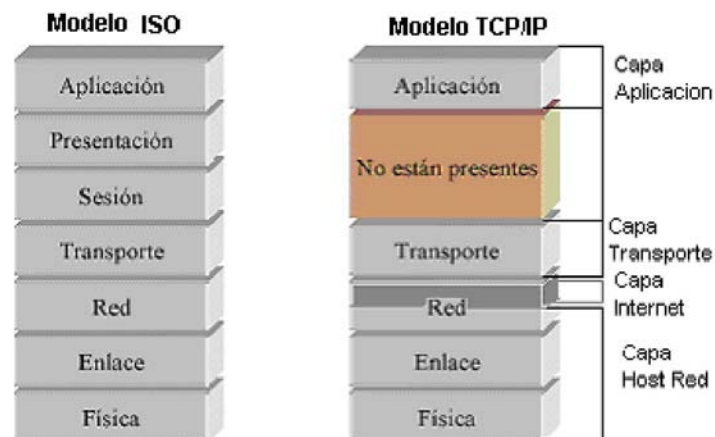 Modelo ISO
Aplicación
Presentación
Sesión
Transporte
Red
Enlace
Física
Modelo TCP/IP
Aplicación
No están presentes
Transporte
Red
Enlace
Física
Capa
Aplicacion
Capa
Transporte
Capa
Internet
Capa
Host Red